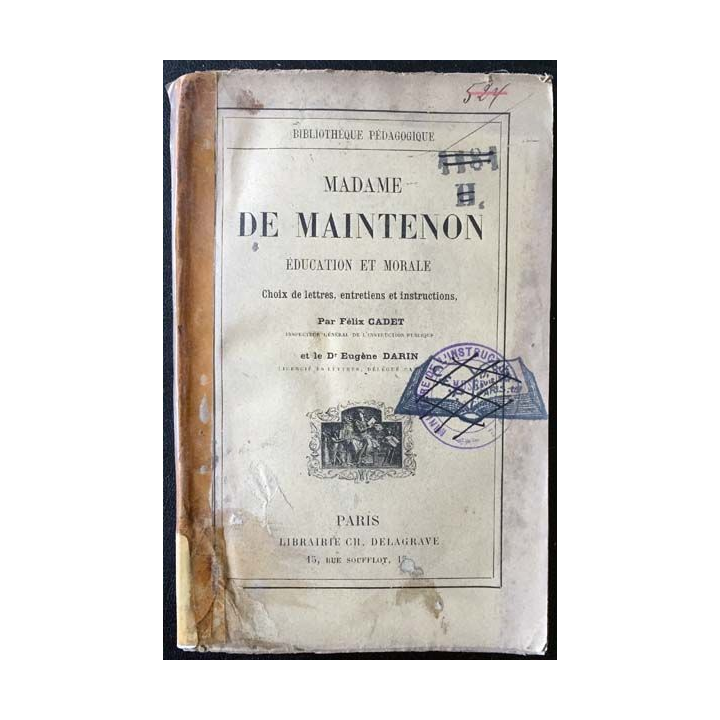 524
BIBLIOTHÈQUE PÉDAGOGIQUE
1181
H.
MADAME
DE MAINTENON
ÉDUCATION ET MORALE
Choix de lettres, entretiens et instructions,
Par Félix CADET
INSPECTEUR GÉNÉRAL DE L'INSTRUCTION PUBLIQUE
et le Dr Eugène DARIN
LICENCIÉ ÈS LETTRES, DÉLÉGUÉ
PARIS
LIBRAIRIE CH. DELAGRAVE
15, RUE SOUFFLOT, 15